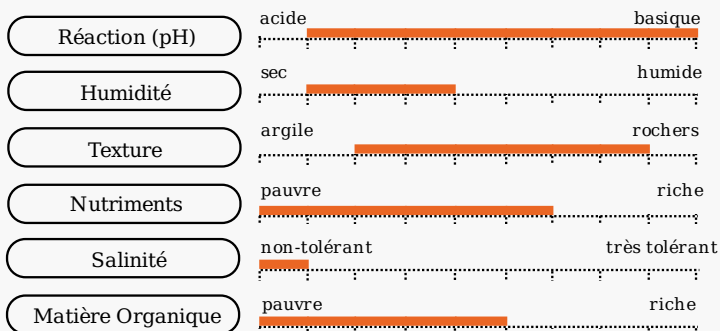 acide basique
Réaction (pH)
sec humide
Humidité
argile rochers
Texture
pauvre riche
Nutriments
non-tolérant très tolérant
Salinité
pauvre riche
Matière Organique